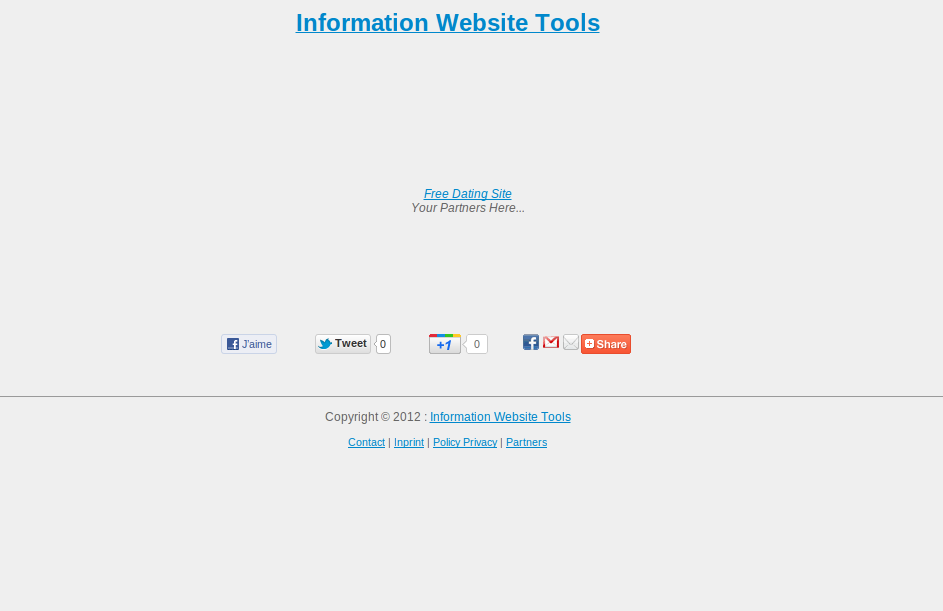 Information Website Tools
Free Dating Site
Your Partners Here...
J'aime Tweet 0 +1 0 Share
Copyright © 2012 : Information Website Tools
Contact | Inprint | Policy Privacy | Partners